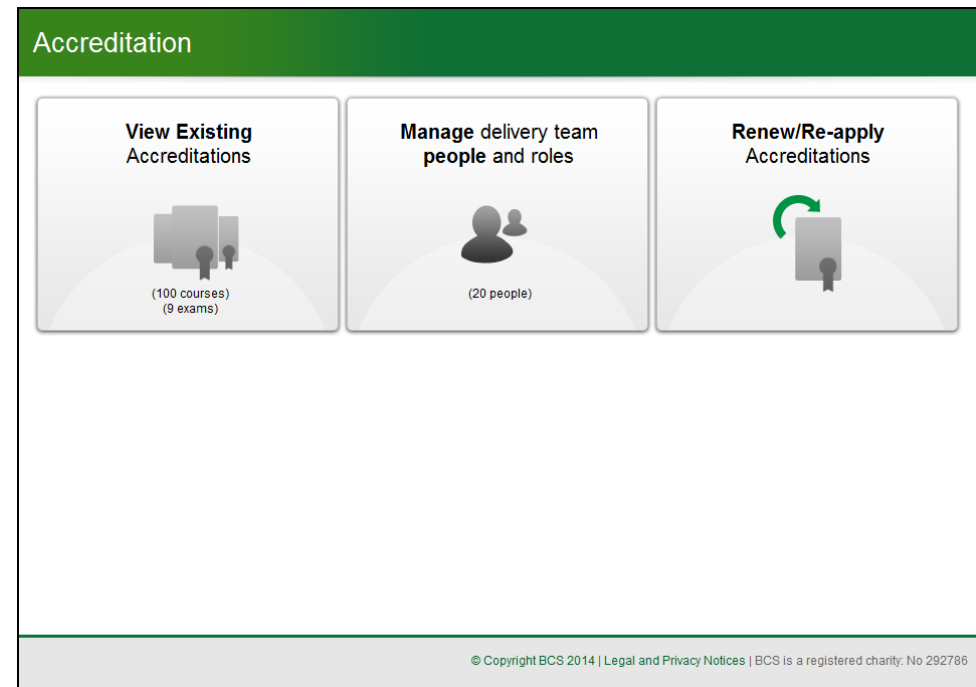 Accreditation
View Existing
Accreditations
(100 courses)
(9 exams)
Manage delivery team
people and roles
(20 people)
Renew/Re-apply
Accreditations
© Copyright BCS 2014 | Legal and Privacy Notices | BCS is a registered charity: No 292786